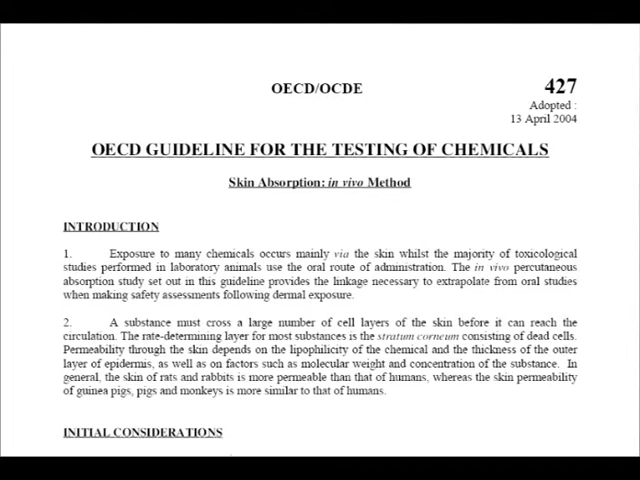 OECD/OCDE
427
Adopted :
13 April 2004
OECD GUIDELINE FOR THE TESTING OF CHEMICALS
Skin Absorption: in vivo Method
INTRODUCTION
1. Exposure to many chemicals occurs mainly via the skin whilst the majority of toxicological
studies performed in laboratory animals use the oral route of administration. The in vivo percutaneous
absorption study set out in this guideline provides the linkage necessary to extrapolate from oral studies
when making safety assessments following dermal exposure.
2. A substance must cross a large number of cell layers of the skin before it can reach the
circulation. The rate-determining layer for most substances is the stratum corneum consisting of dead cells.
Permeability through the skin depends on the lipophilicity of the chemical and the thickness of the outer
layer of epidermis, as well as on factors such as molecular weight and concentration of the substance. In
general, the skin of rats and rabbits is more permeable than that of humans, whereas the skin permeability
of guinea pigs, pigs and monkeys is more similar to that of humans.
INITIAL CONSIDERATIONS